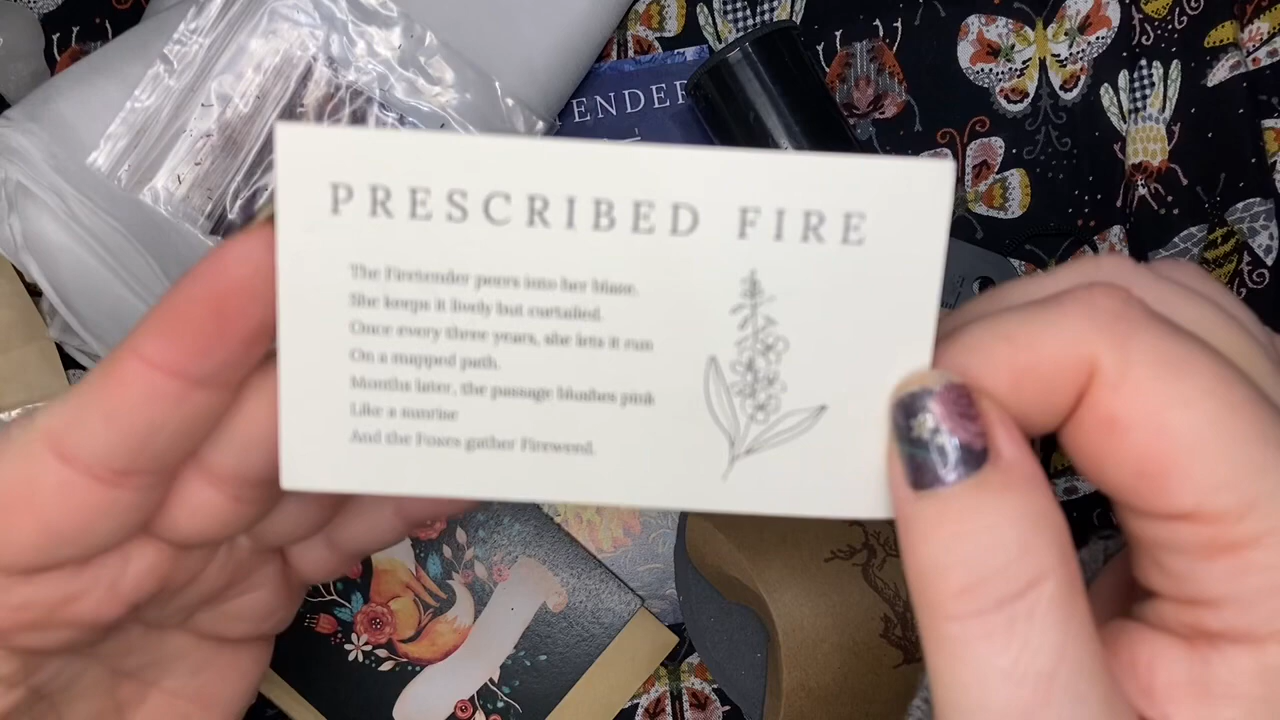 ENDER
PRESCRIBED FIRE
The Firetender peers into her blaze.
She keeps it lively but curtailed.
Once every three years, she lets it run
On a mapped path.
Months later, the passage blushes pink
Like a sunrise
And the Foxes gather Fireweed.